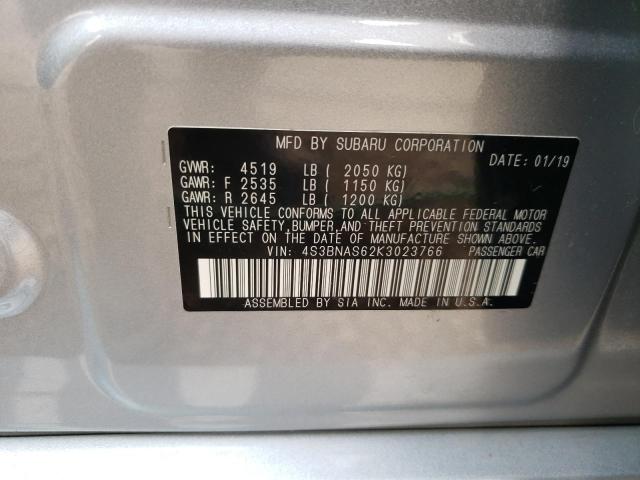 MFD BY SUBARU CORPORATION
DATE: 01/19
GVWR: 4519 LB ( 2050 KG)
GAWR: F 2535 LB ( 1150 KG)
GAWR: R 2645 LB ( 1200 KG)
THIS VEHICLE CONFORMS TO ALL APPLICABLE FEDERAL MOTOR
VEHICLE SAFETY,BUMPER,AND THEFT PREVENTION STANDARDS
IN EFFECT ON THE DATE OF MANUFACTURE SHOWN ABOVE.
VIN: 4S3BNAS62K3023766 PASSENGER CAR
ASSEMBLED BY SIA INC. MADE IN U.S.A.